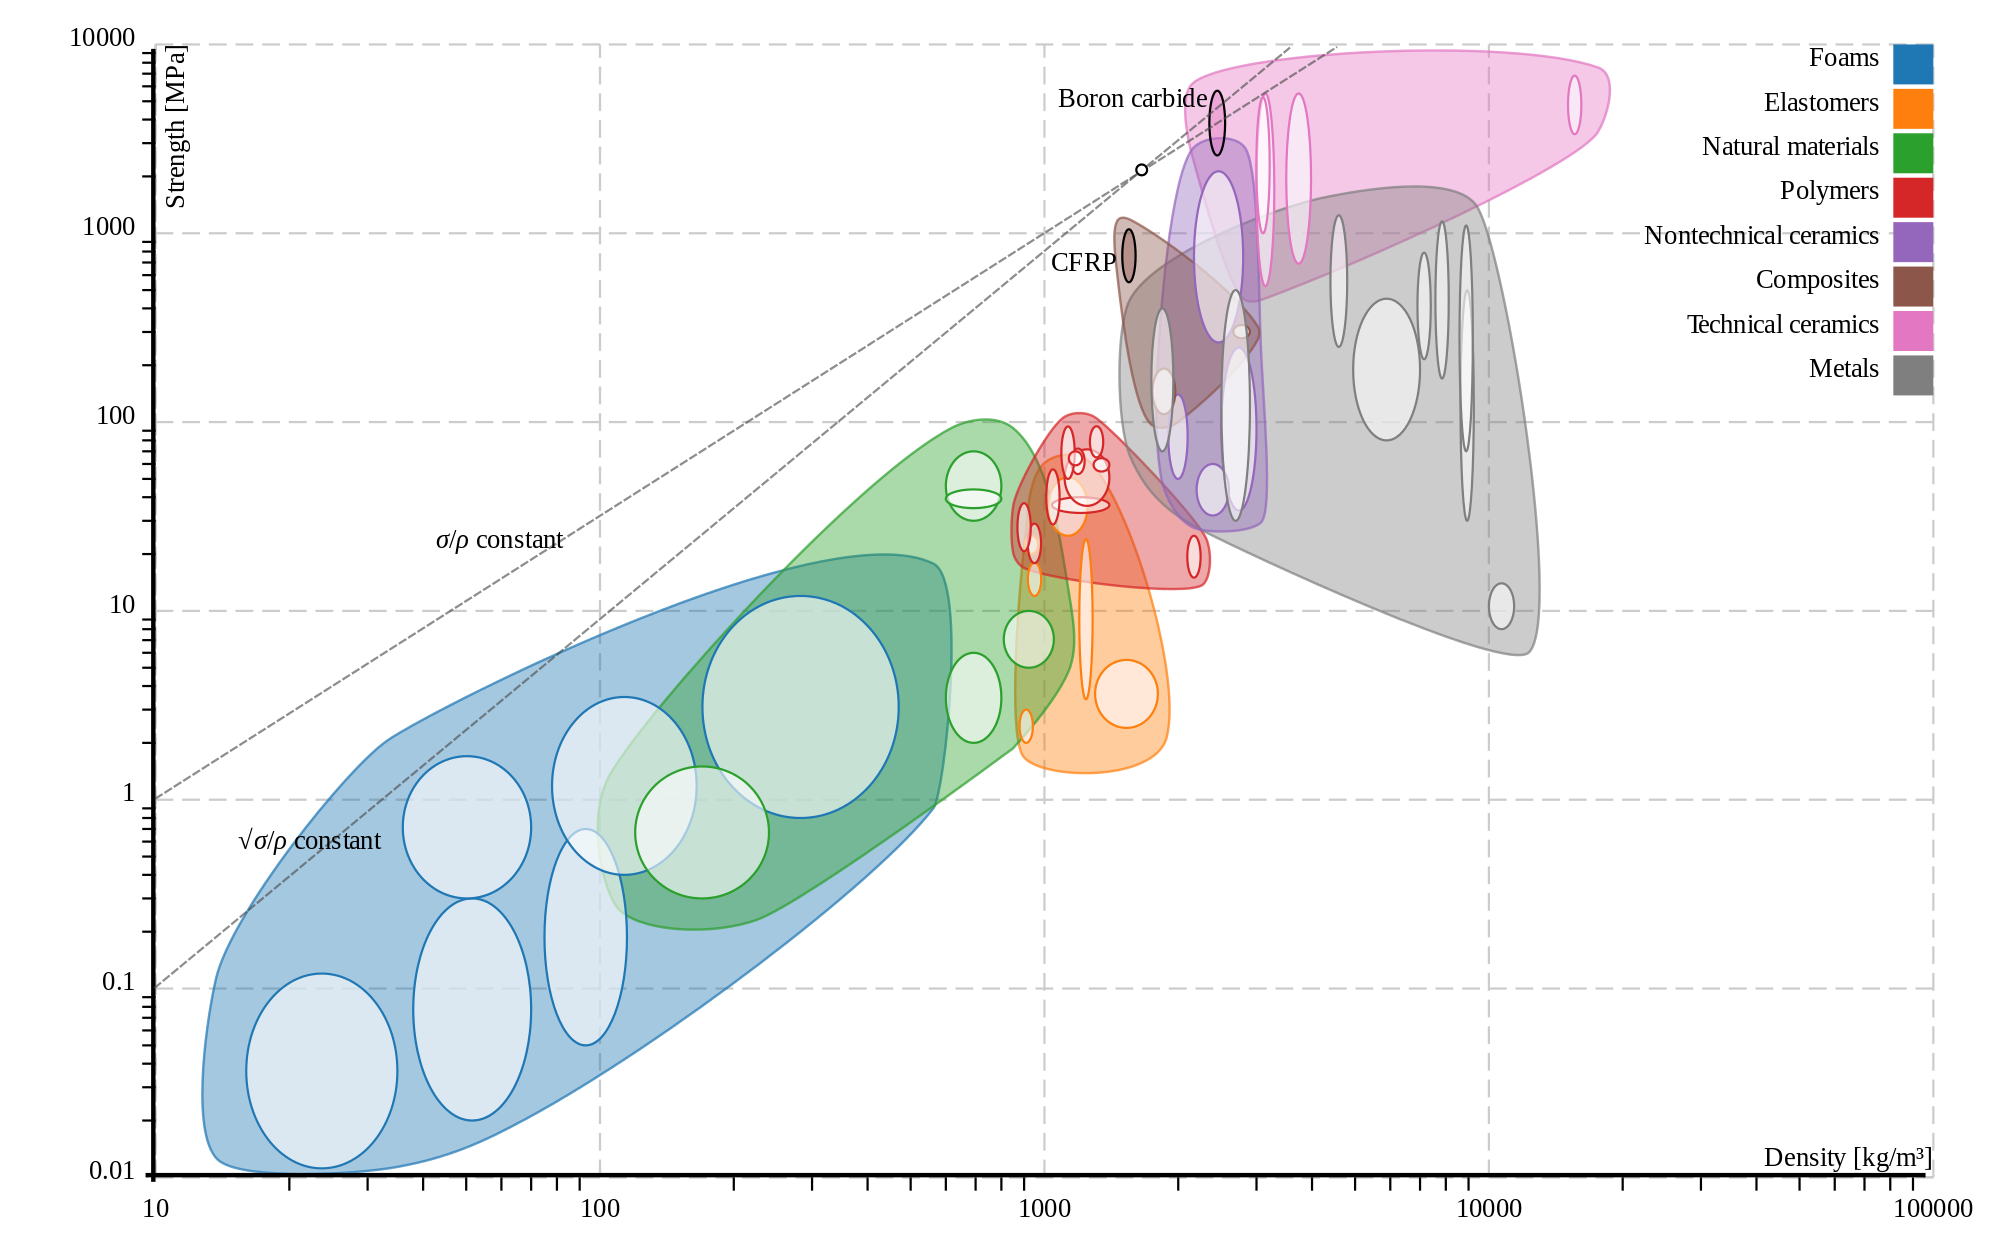 10000
Strength [MPa]
Foams
Elastomers
Boron carbide
Natural materials
Polymers
1000
Nontechnical ceramics
CFRP
Composites
Technical ceramics
Metals
100
σ/ρ constant
10
1
√σ/ρ constant
0.1
0.01
Density [kg/m³]
10
100
1000
10000
100000